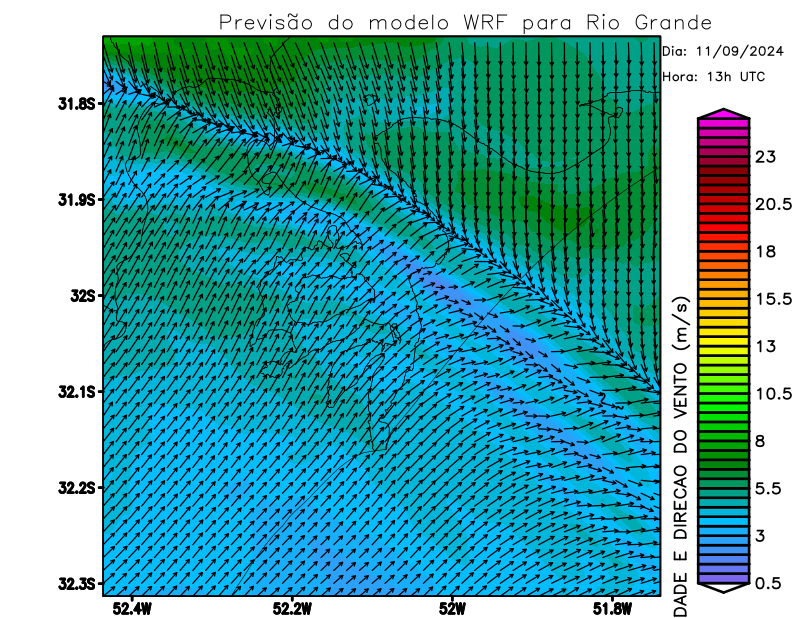 Previsão do modelo WRF para Rio Grande
Dia: 11/09/2024
Hora: 13h UTC
31.8S
31.9S
32S
32.1S
32.2S
32.3S
52.4W
52.2W
52W
51.8W
23
20.5
18
15.5
13
10.5
8
5.5
3
0.5
DADE E DIRECAO DO VENTO (m/s)